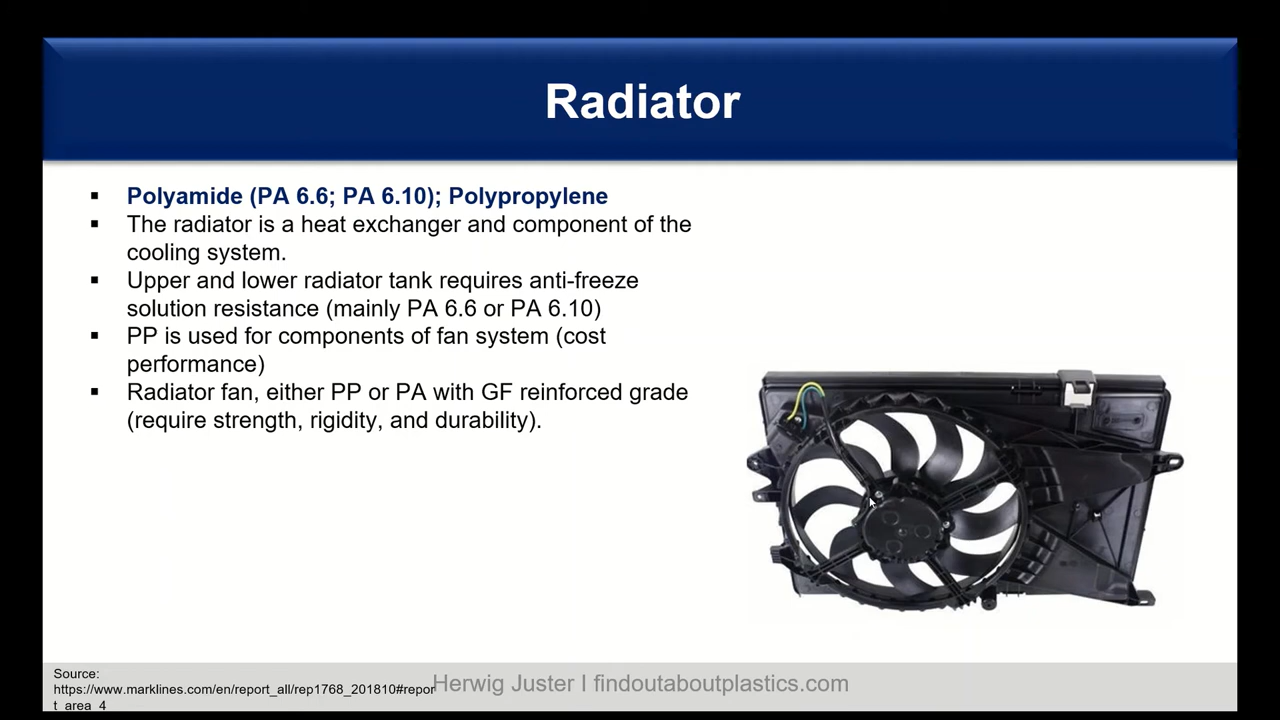 Radiator
▪ Polyamide (PA 6.6; PA 6.10); Polypropylene
▪ The radiator is a heat exchanger and component of the
cooling system.
▪ Upper and lower radiator tank requires anti-freeze
solution resistance (mainly PA 6.6 or PA 6.10)
▪ PP is used for components of fan system (cost
performance)
▪ Radiator fan, either PP or PA with GF reinforced grade
(require strength, rigidity, and durability).
Source:
https://www.marklines.com/en/report_all/rep1768_201810#repor
t_area_4
Herwig Juster I findoutaboutplastics.com